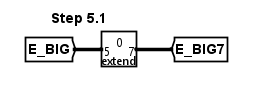 Step 5.1
E_BIG
0
5 7
extend
E_BIG7